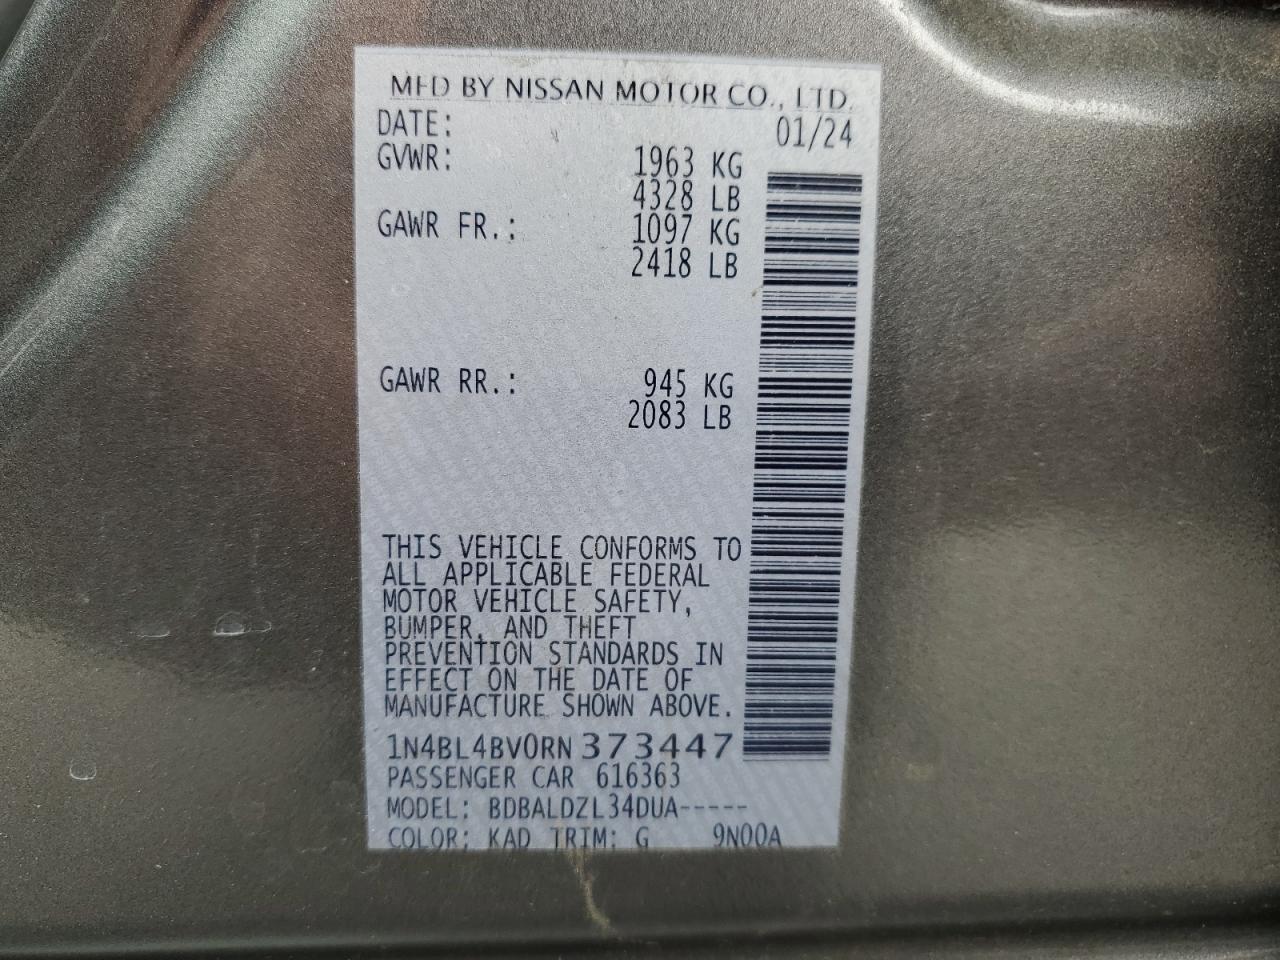 MFD BY NISSAN MOTOR CO., LTD.
DATE: 01/24
GVWR: 1963 KG
4328 LB
GAWR FR.: 1097 KG
2418 LB
GAWR RR.: 945 KG
2083 LB
THIS VEHICLE CONFORMS TO
ALL APPLICABLE FEDERAL
MOTOR VEHICLE SAFETY,
BUMPER, AND THEFT
PREVENTION STANDARDS IN
EFFECT ON THE DATE OF
MANUFACTURE SHOWN ABOVE.
1N4BL4BV0RN373447
PASSENGER CAR 616363
MODEL: BDBALDZL34DUA-----
COLOR: KAD TRIM: G 9N00A